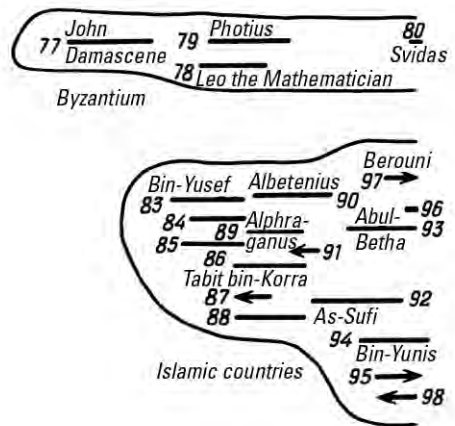 77 John Damascene
79 Photius
80 Svidas
78 Leo the Mathematician
Byzantium
Berouni
97
Bin-Yusef
83
Albetenius
90
96
84
89 Alphra-
ganus
Abul-
Betha
93
85
91
86
Tabit bin-Korra
87
92
88
As-Sufi
94
Bin-Yunis
Islamic countries
95
98